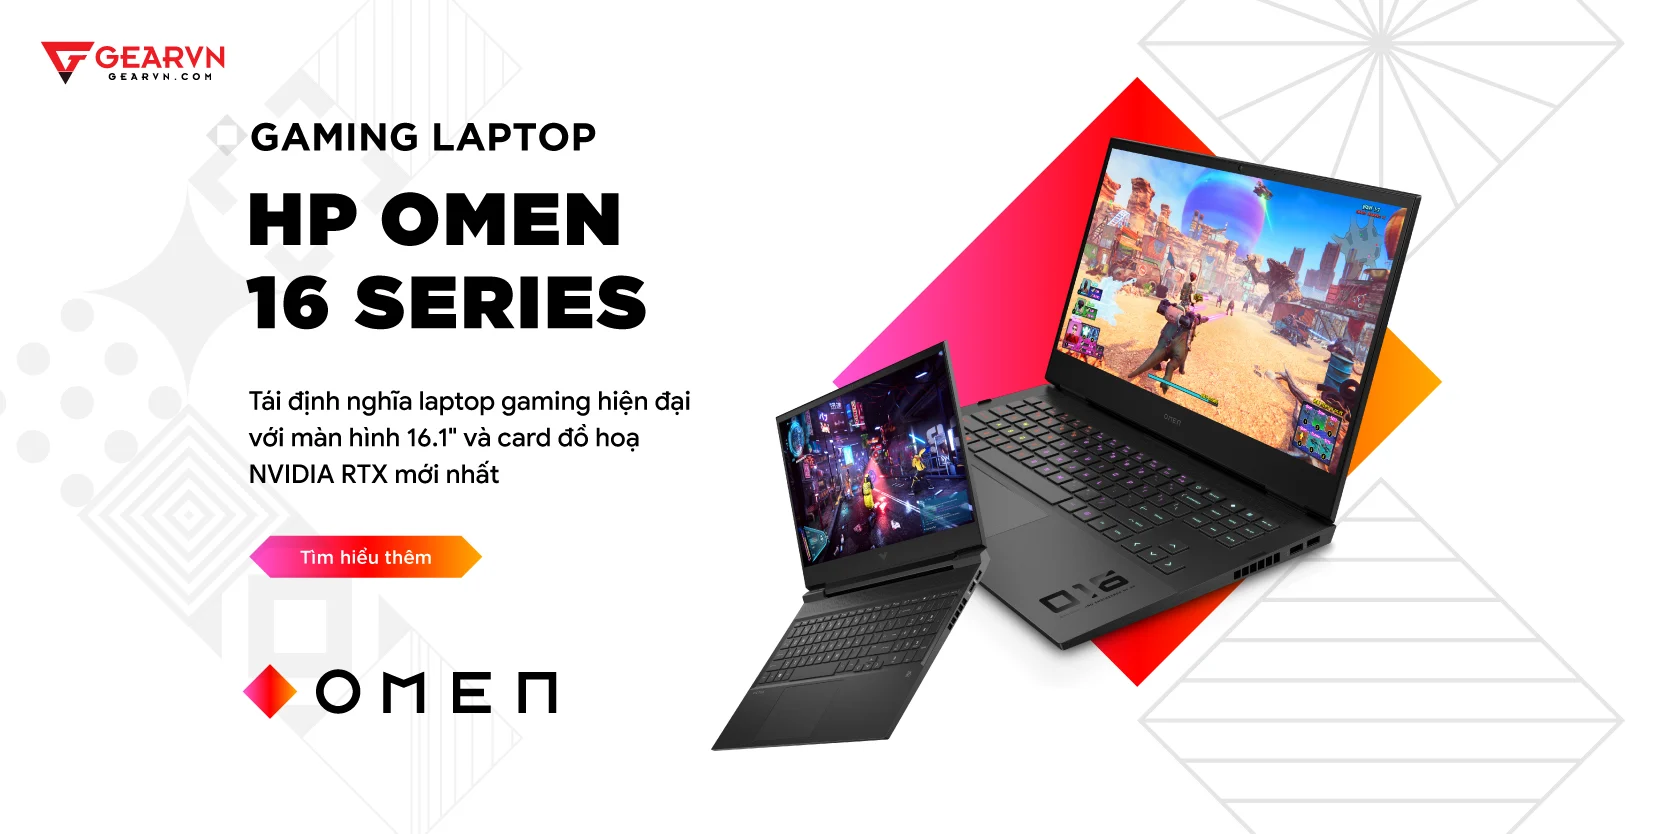 GEARVN
GEARVN.COM
GAMING LAPTOP
HP OMEN
16 SERIES
Tái định nghĩa laptop gaming hiện đại
với màn hình 16.1" và card đồ hoạ
NVIDIA RTX mới nhất
Tìm hiểu thêm
OMEN
OMEN